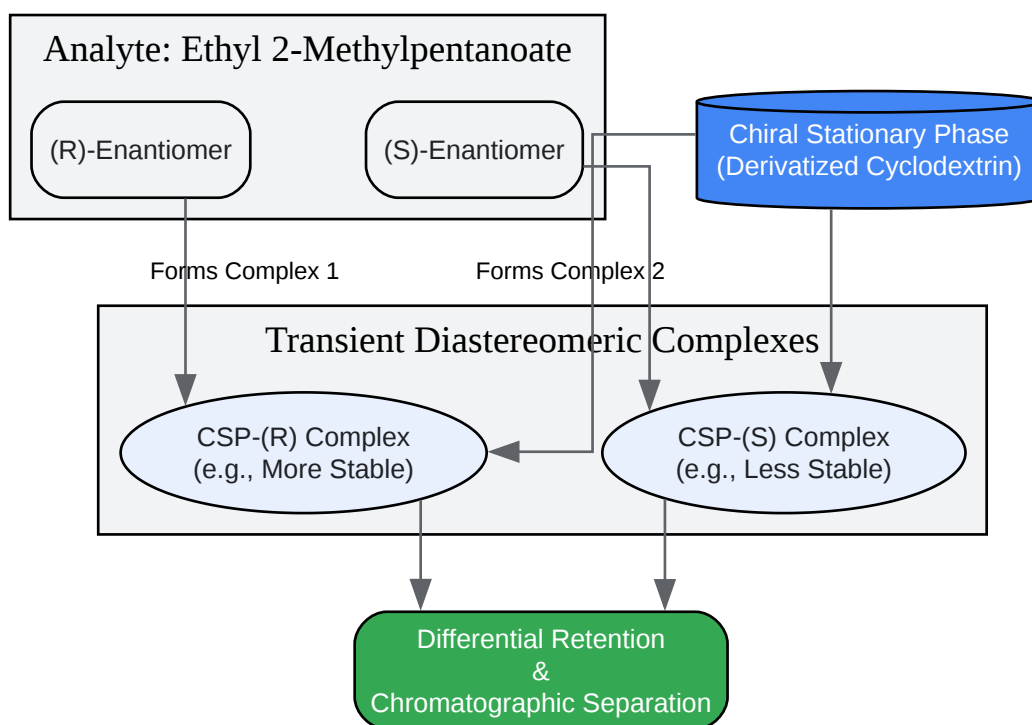 Analyte: Ethyl 2-Methylpentanoate
(R)-Enantiomer
(S)-Enantiomer
Chiral Stationary Phase
(Derivatized Cyclodextrin)
Forms Complex 1
Forms Complex 2
Transient Diastereomeric Complexes
CSP-(R) Complex
(e.g., More Stable)
CSP-(S) Complex
(e.g., Less Stable)
Differential Retention
&
Chromatographic Separation